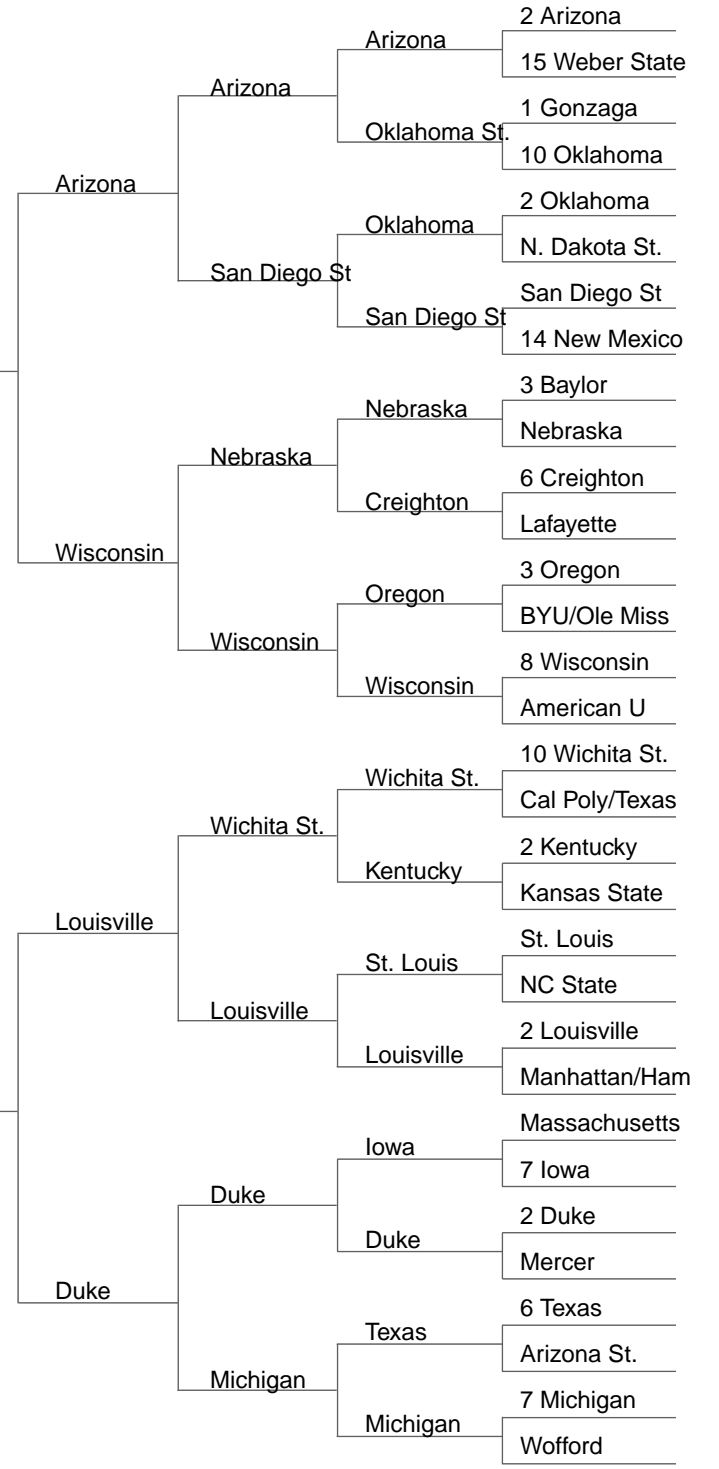 2 Arizona
Arizona
15 Weber State
Arizona
1 Gonzaga
Oklahoma St.
10 Oklahoma
Arizona
2 Oklahoma
Oklahoma
N. Dakota St.
San Diego St
San Diego St
San Diego St
14 New Mexico
3 Baylor
Nebraska
Nebraska
Nebraska
6 Creighton
Creighton
Lafayette
Wisconsin
3 Oregon
Oregon
BYU/Ole Miss
Wisconsin
8 Wisconsin
Wisconsin
American U
10 Wichita St.
Wichita St.
Cal Poly/Texas
Wichita St.
2 Kentucky
Kentucky
Kansas State
Louisville
St. Louis
St. Louis
NC State
Louisville
2 Louisville
Louisville
Manhattan/Ham
Massachusetts
Iowa
7 Iowa
Duke
2 Duke
Duke
Mercer
Duke
6 Texas
Texas
Arizona St.
Michigan
7 Michigan
Michigan
Wofford